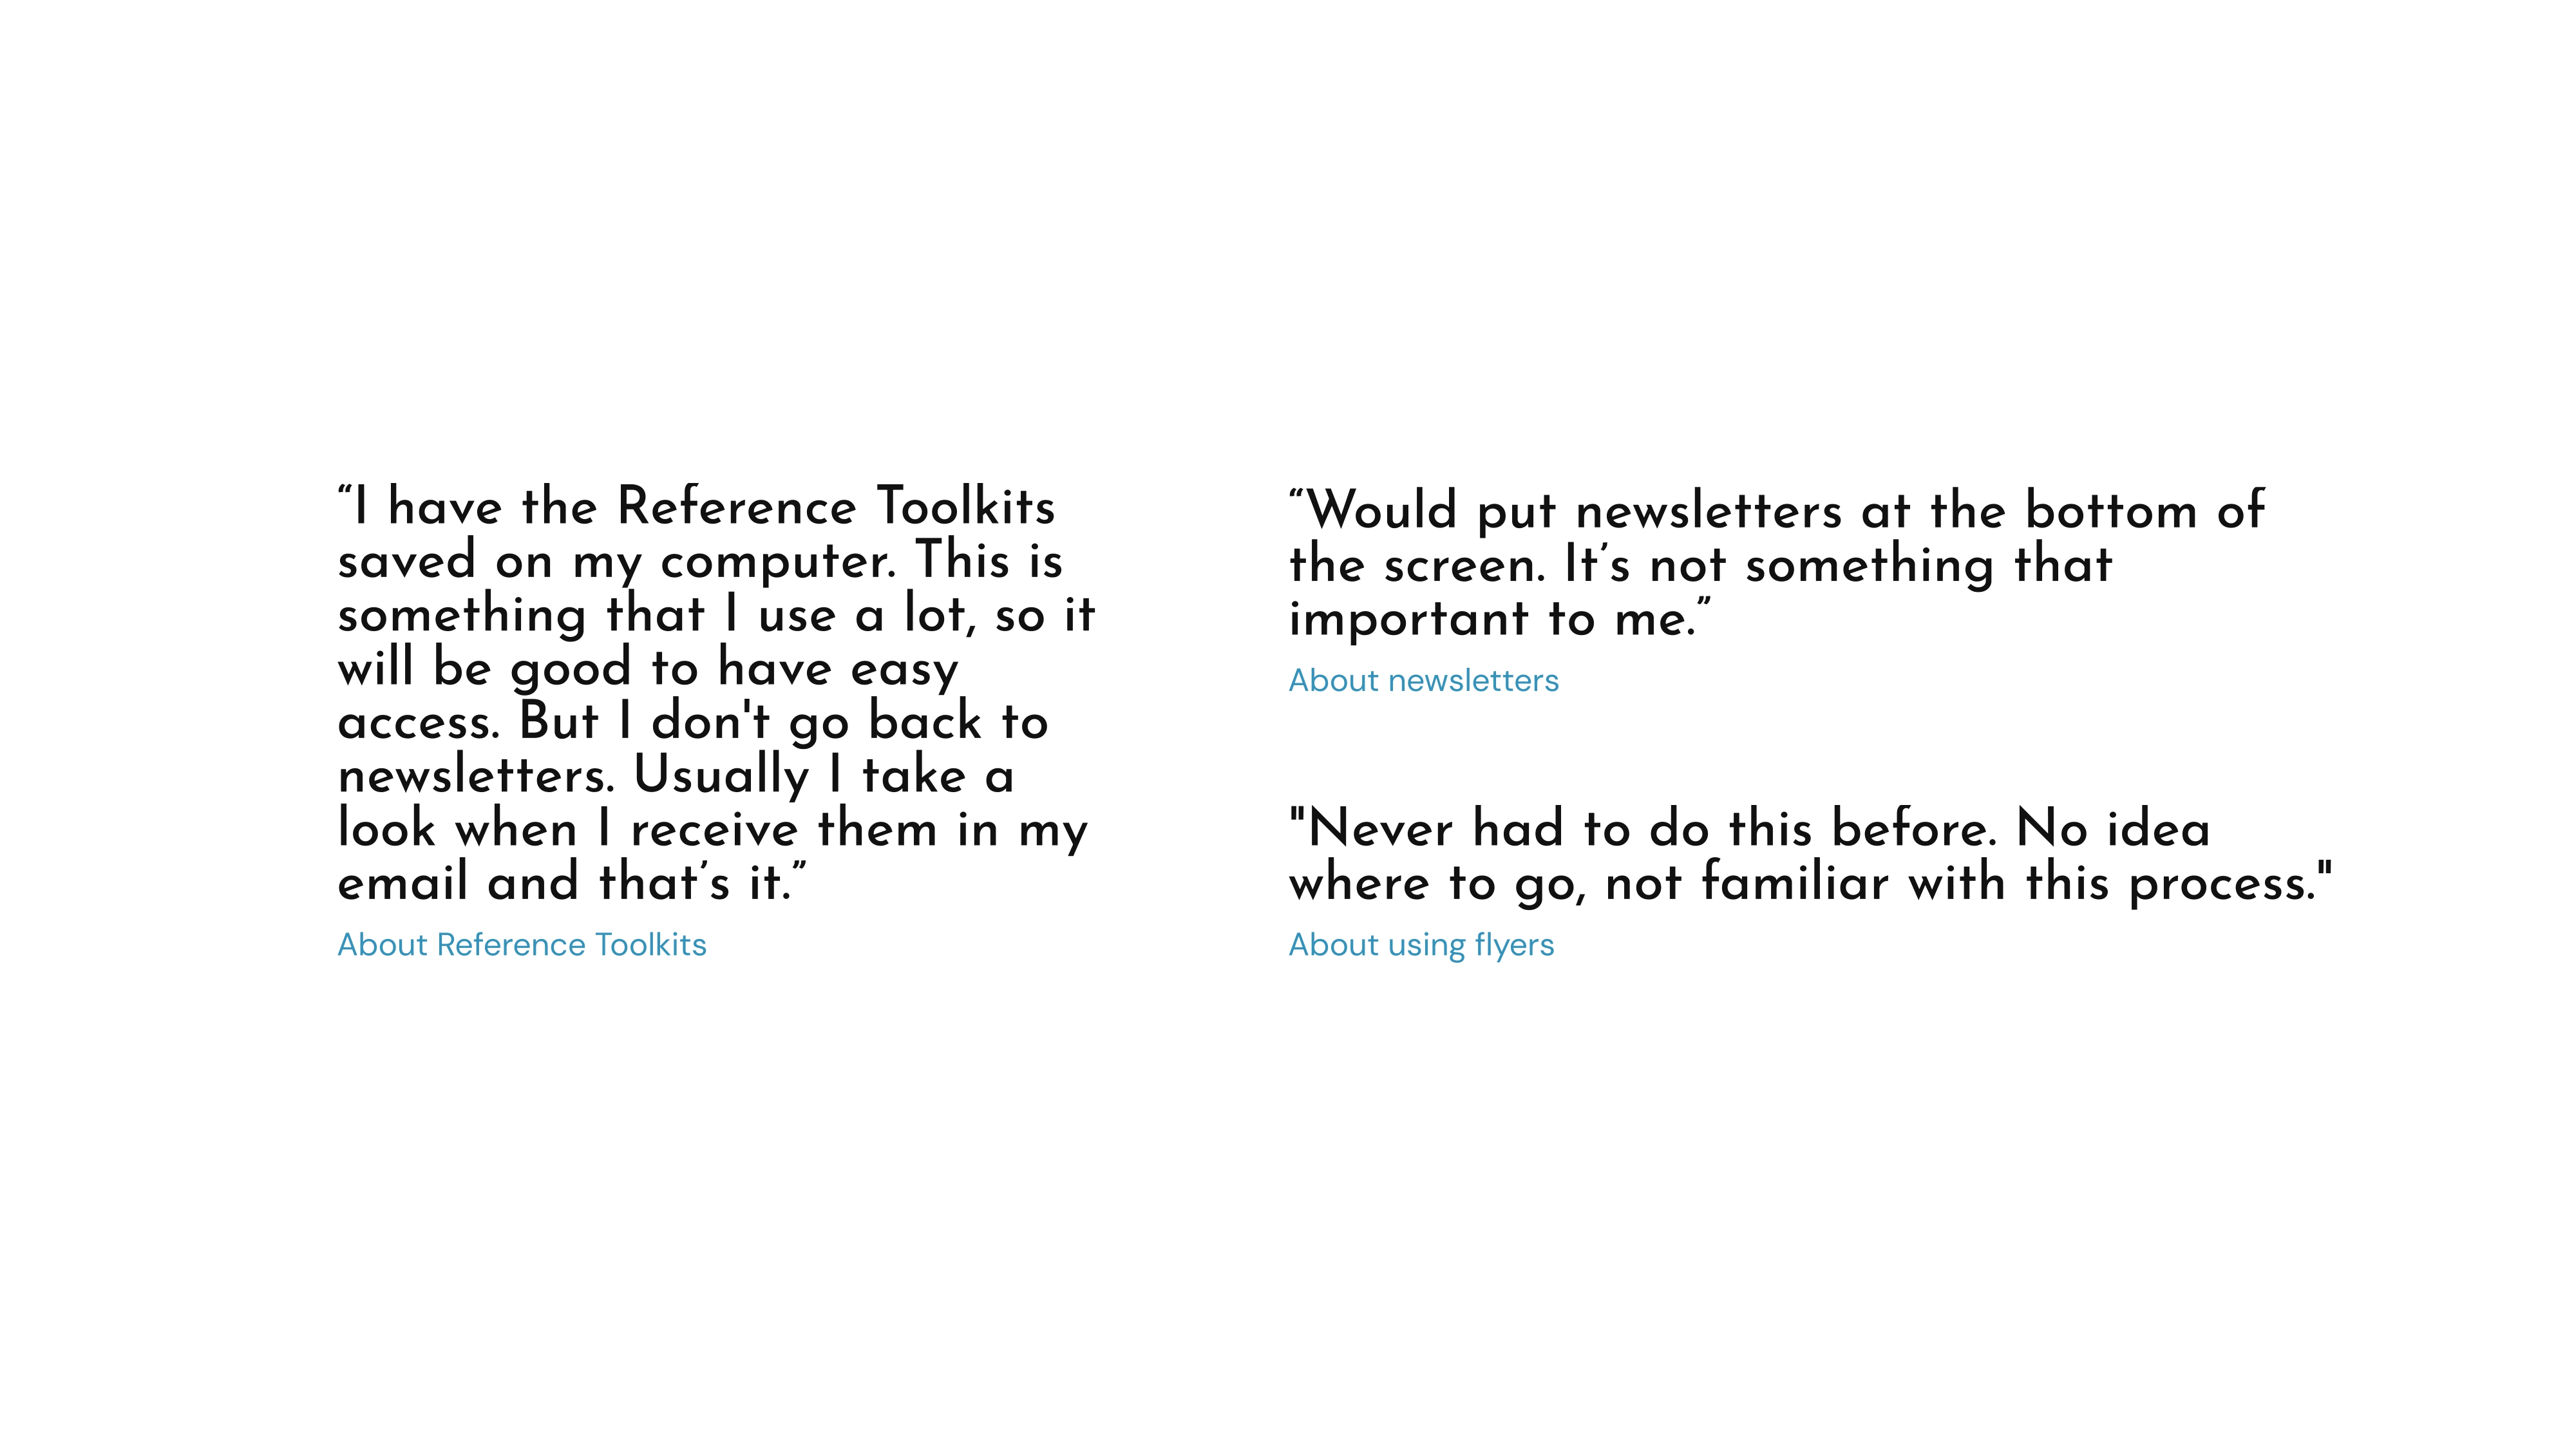 “I have the Reference Toolkits
saved on my computer. This is
something that I use a lot, so it
will be good to have easy
access. But I don't go back to
newsletters. Usually I take a
look when I receive them in my
email and that’s it.”
About Reference Toolkits
“Would put newsletters at the bottom of
the screen. It’s not something that
important to me.”
About newsletters
"Never had to do this before. No idea
where to go, not familiar with this process."
About using flyers